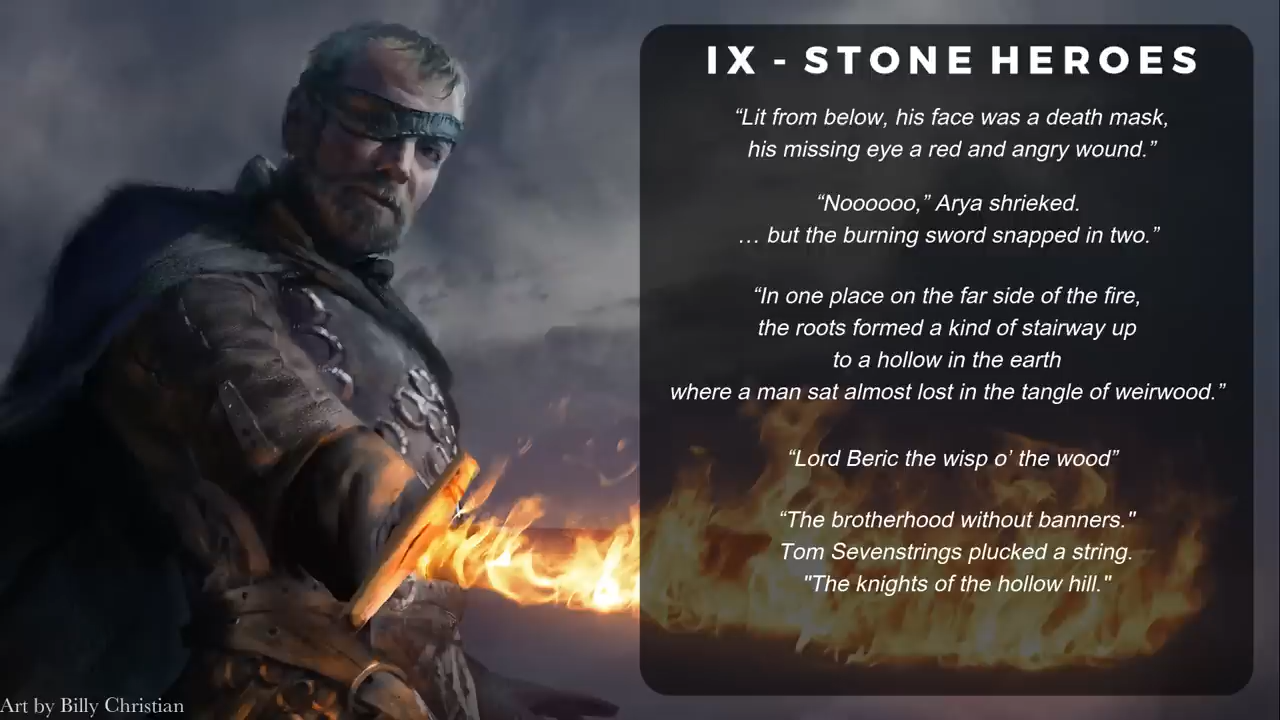 IX - STONE HEROES
“Lit from below, his face was a death mask,
his missing eye a red and angry wound.”
“Noooooo,” Arya shrieked.
… but the burning sword snapped in two.”
“In one place on the far side of the fire,
the roots formed a kind of stairway up
to a hollow in the earth
where a man sat almost lost in the tangle of weirwood.”
“Lord Beric the wisp o’ the wood”
“The brotherhood without banners."
Tom Sevenstrings plucked a string.
"The knights of the hollow hill."
Art by Billy Christian